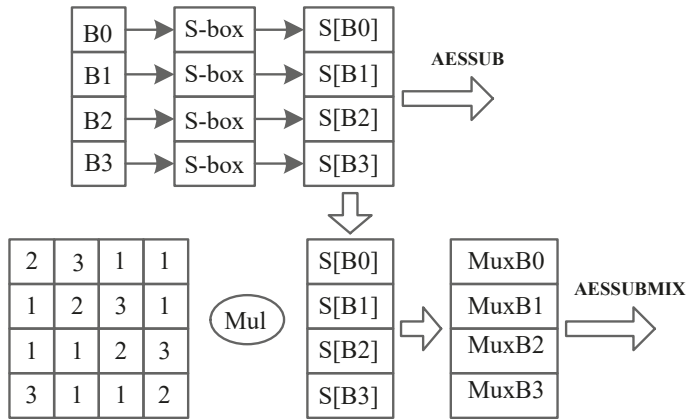 B0 S-box S[B0]
B1 S-box S[B1]
AESSUB
B2 S-box S[B2]
B3 S-box S[B3]
2 3 1 1 S[B0] MuxB0
1 2 3 1 S[B1] MuxB1
AESSUBMIX
Mul
1 1 2 3 S[B2] MuxB2
3 1 1 2 S[B3] MuxB3